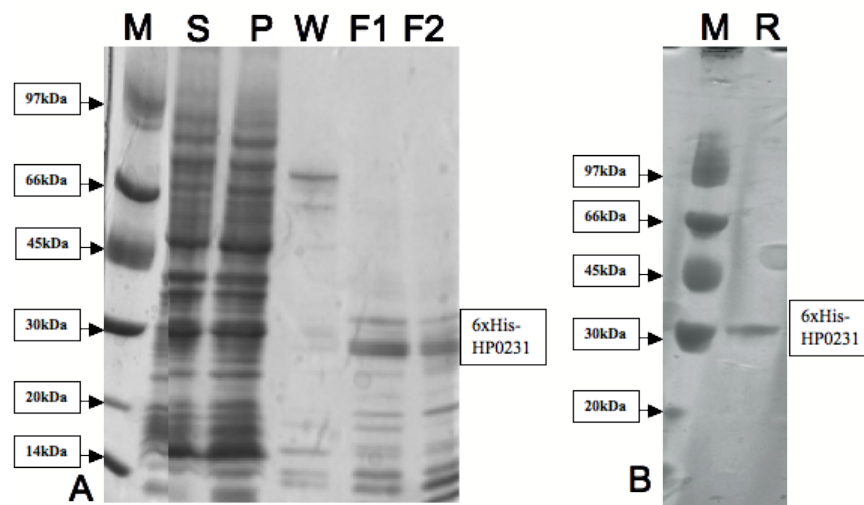 M S P W F1 F2
97kDa
66kDa
45kDa
30kDa
20kDa
14kDa
6xHis-
HP0231
A
M R
97kDa
66kDa
45kDa
30kDa
20kDa
6xHis-
HP0231
B